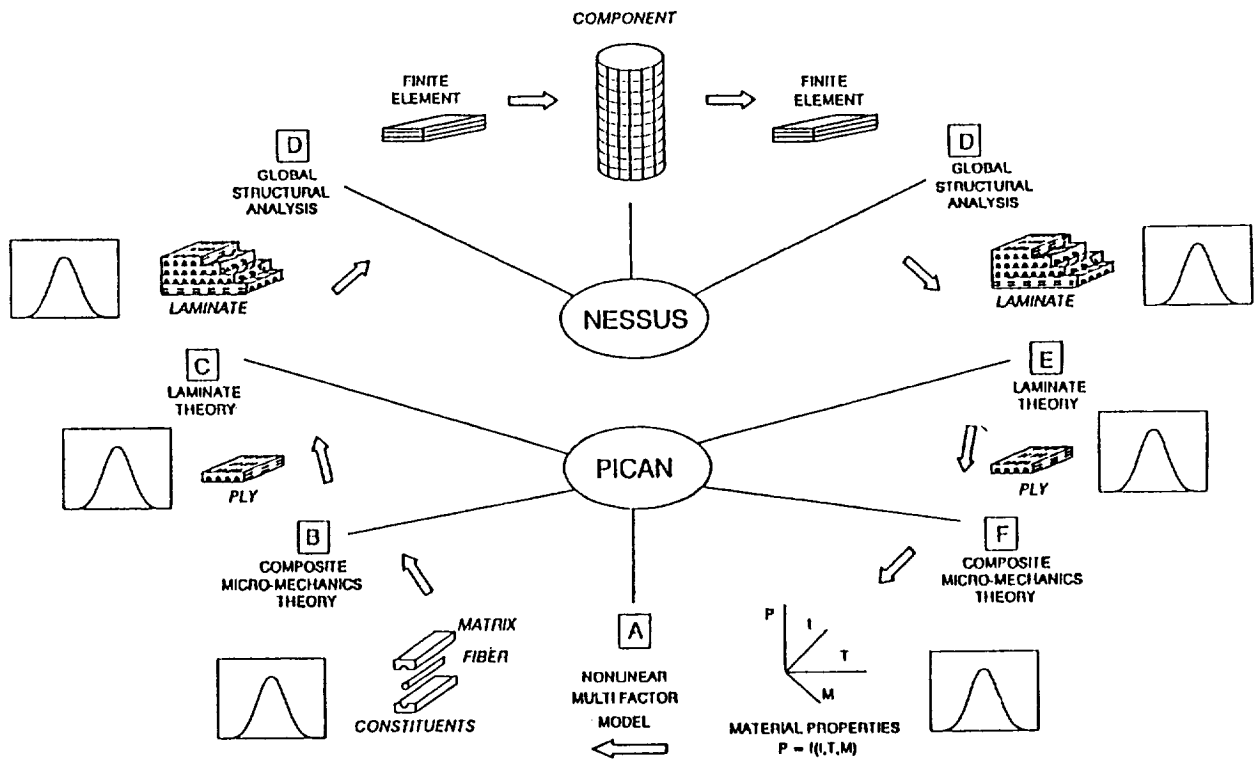 COMPONENT
FINITE
ELEMENT
FINITE
ELEMENT
D
GLOBAL
STRUCTURAL
ANALYSIS
D
GLOBAL
STRUCTURAL
ANALYSIS
LAMINATE
LAMINATE
NESSUS
C
LAMINATE
THEORY
E
LAMINATE
THEORY
PICAN
PLY
PLY
B
COMPOSITE
MICRO-MECHANICS
THEORY
F
COMPOSITE
MICRO-MECHANICS
THEORY
MATRIX
FIBER
CONSTITUENTS
A
NONLINEAR
MULTI FACTOR
MODEL
P
t
T
M
MATERIAL PROPERTIES
P = f(t,T,M)